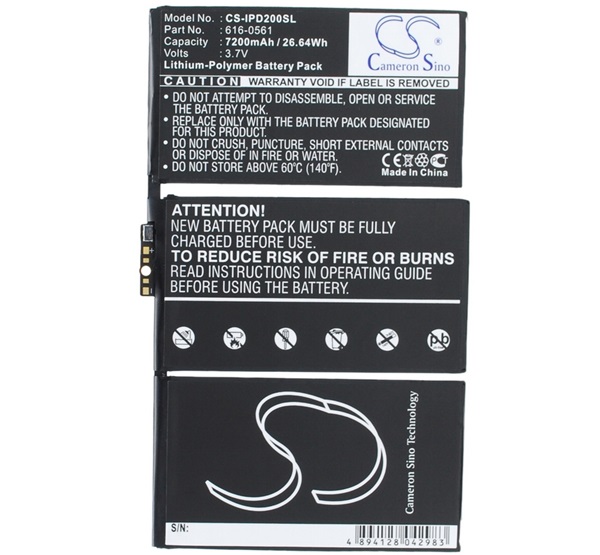 Model / No. : CS-IPD200SL
Replace : 616-0561
Capacity : 7200mAh / 26.64Wh
Volts : 3.7V
Lithium-Polymer Battery Pack
Cameron Sino
CAUTION WARRANTY IS VOID IF LABEL IS REMOVED
• DO NOT ATTEMPT TO DISASSEMBLE, OPEN OR SERVICE THE
BATTERY PACK.
• REPLACE WITH ANOTHER BATTERY PACK DESIGNATED
FOR THIS PRODUCT.
• DO NOT CRUSH, PUNCTURE, SHORT EXTERNAL CONTACTS
OR DISPOSE OF IN FIRE OR WATER.
• DO NOT STORE ABOVE 60°C (140°F).
Made In China
ATTENTION!
NEW BATTERY PACK MUST BE FULLY
CHARGED BEFORE USE!
TO REDUCE RISK OF FIRE OR BURNS
READ INSTRUCTIONS IN OPERATING GUIDE
BEFORE USING THE BATTERY.
pb
Cameron Sino Technology
S/N:
4 894128 042983